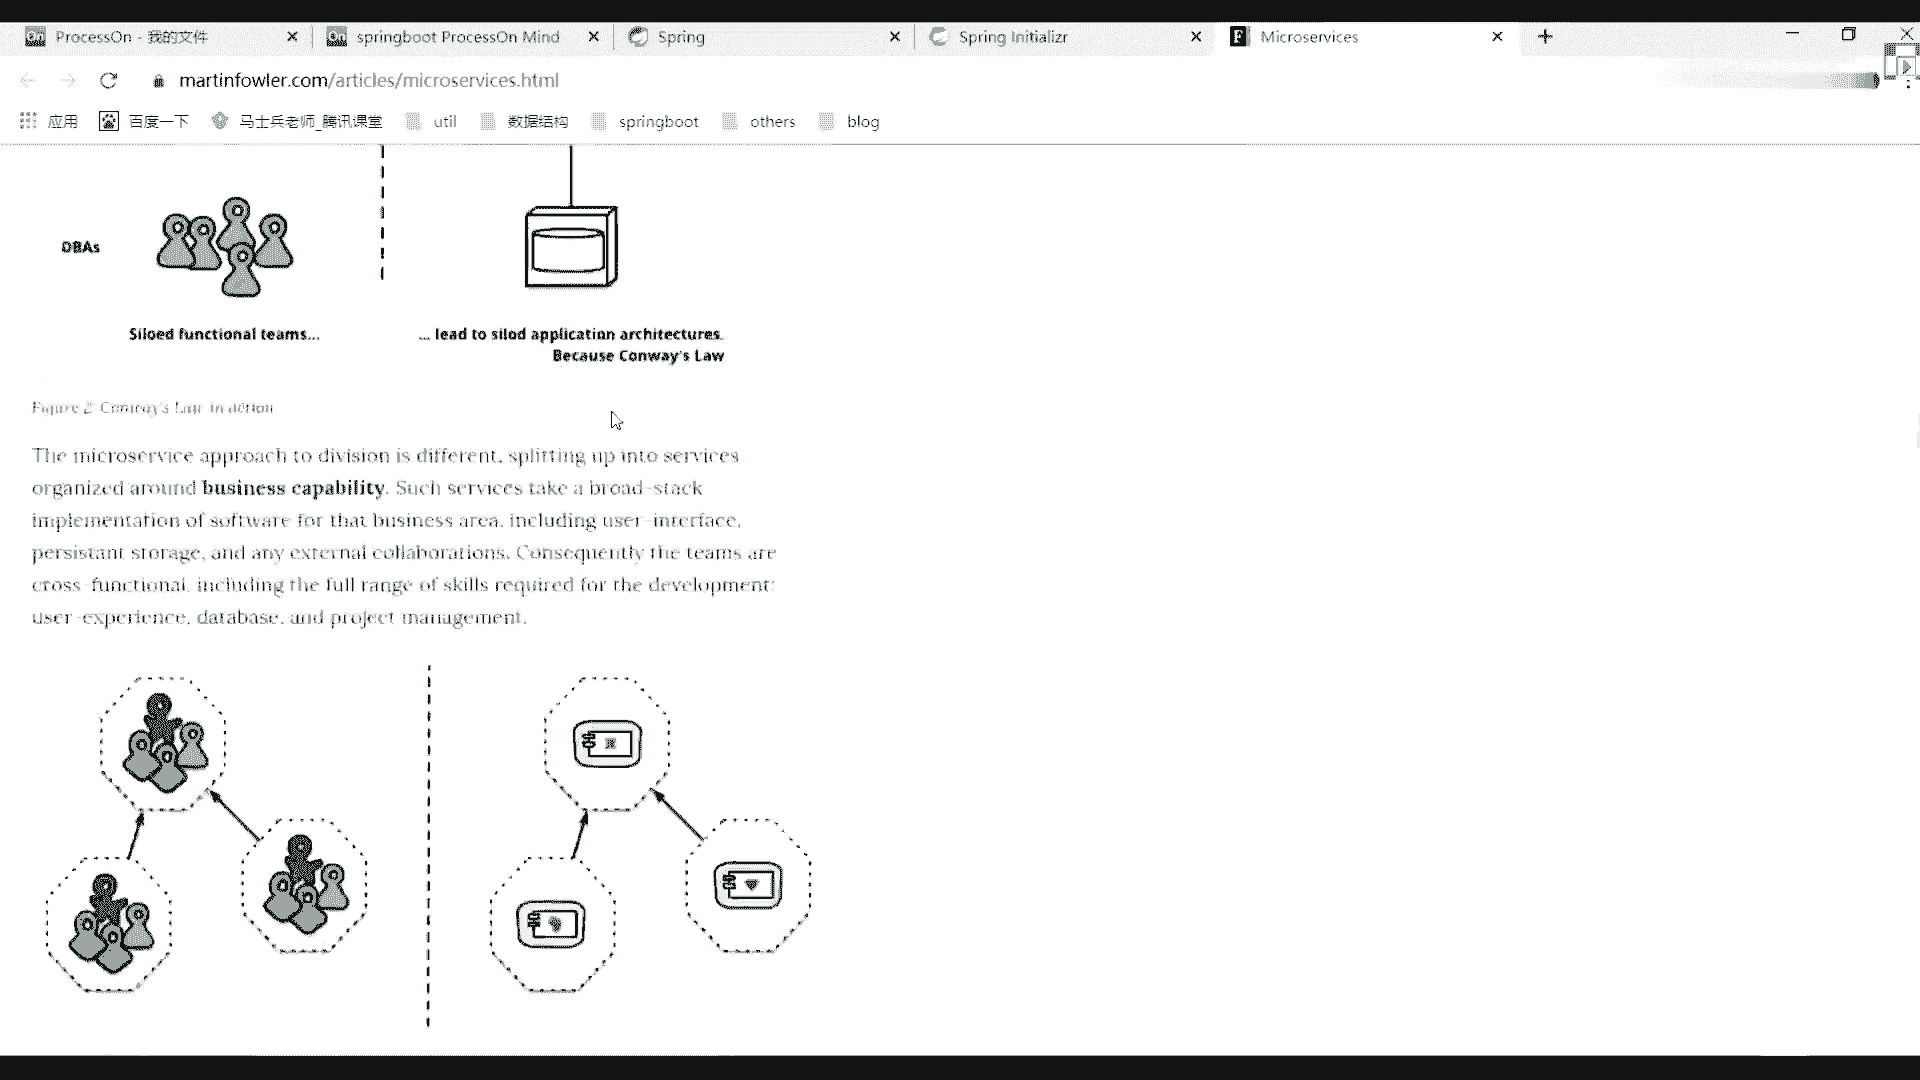 ProcessOn - 我的文件
springboot ProcessOn Mind
Spring
Spring Initializr
Microservices
martinfowler.com/articles/microservices.html
应用
百度一下
马士兵老师_腾讯课堂
util
数据结构
springboot
others
blog
DBAs
Siloed functional teams...
... lead to silod application architectures.
Because Conway's Law
Figure 2: Conway's Law in action
The microservice approach to division is different, splitting up into services
organized around business capability. Such services take a broad-stack
implementation of software for that business area, including user-interface,
persistant storage, and any external collaborations. Consequently the teams are
cross-functional, including the full range of skills required for the development:
user-experience, database, and project management.